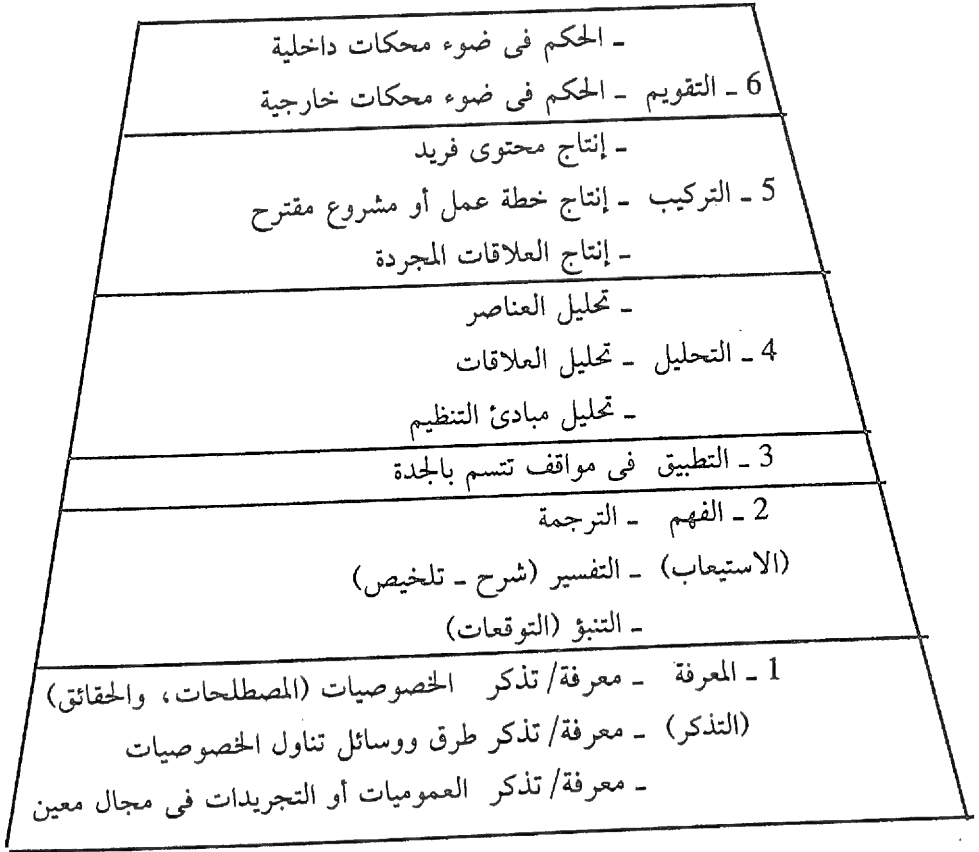 - الحكم فى ضوء محكات داخلية
6 - التقويم - الحكم فى ضوء محكات خارجية
- إنتاج محتوى فريد
5 - التركيب - إنتاج خطة عمل أو مشروع مقترح
- إنتاج العلاقات المجردة
- تحليل العناصر
4 - التحليل - تحليل العلاقات
- تحليل مبادئ التنظيم
3 - التطبيق فى مواقف تتسم بالجدة
2 - الفهم - الترجمة
(الاستيعاب) - التفسير (شرح - تلخيص)
- التنبؤ (التوقعات)
1 - المعرفة - معرفة/ تذكر الخصوصيات (المصطلحات، والحقائق)
(التذكر) - معرفة/ تذكر طرق ووسائل تناول الخصوصيات
- معرفة/ تذكر العموميات أو التجريدات فى مجال معين